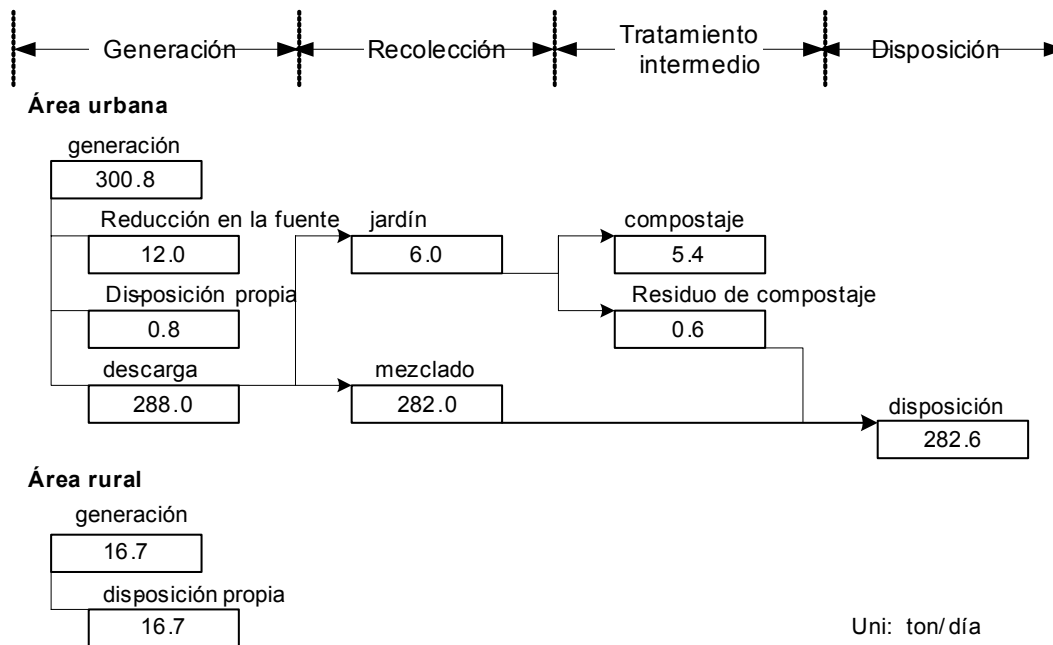 Generación
Recolección
Tratamiento
intermedio
Disposición
Área urbana
generación
300.8
Reducción en la fuente
12.0
Disposición propia
0.8
descarga
288.0
jardín
6.0
mezclado
282.0
compostaje
5.4
Residuo de compostaje
0.6
disposición
282.6
Área rural
generación
16.7
disposición propia
16.7
Uni: ton/día